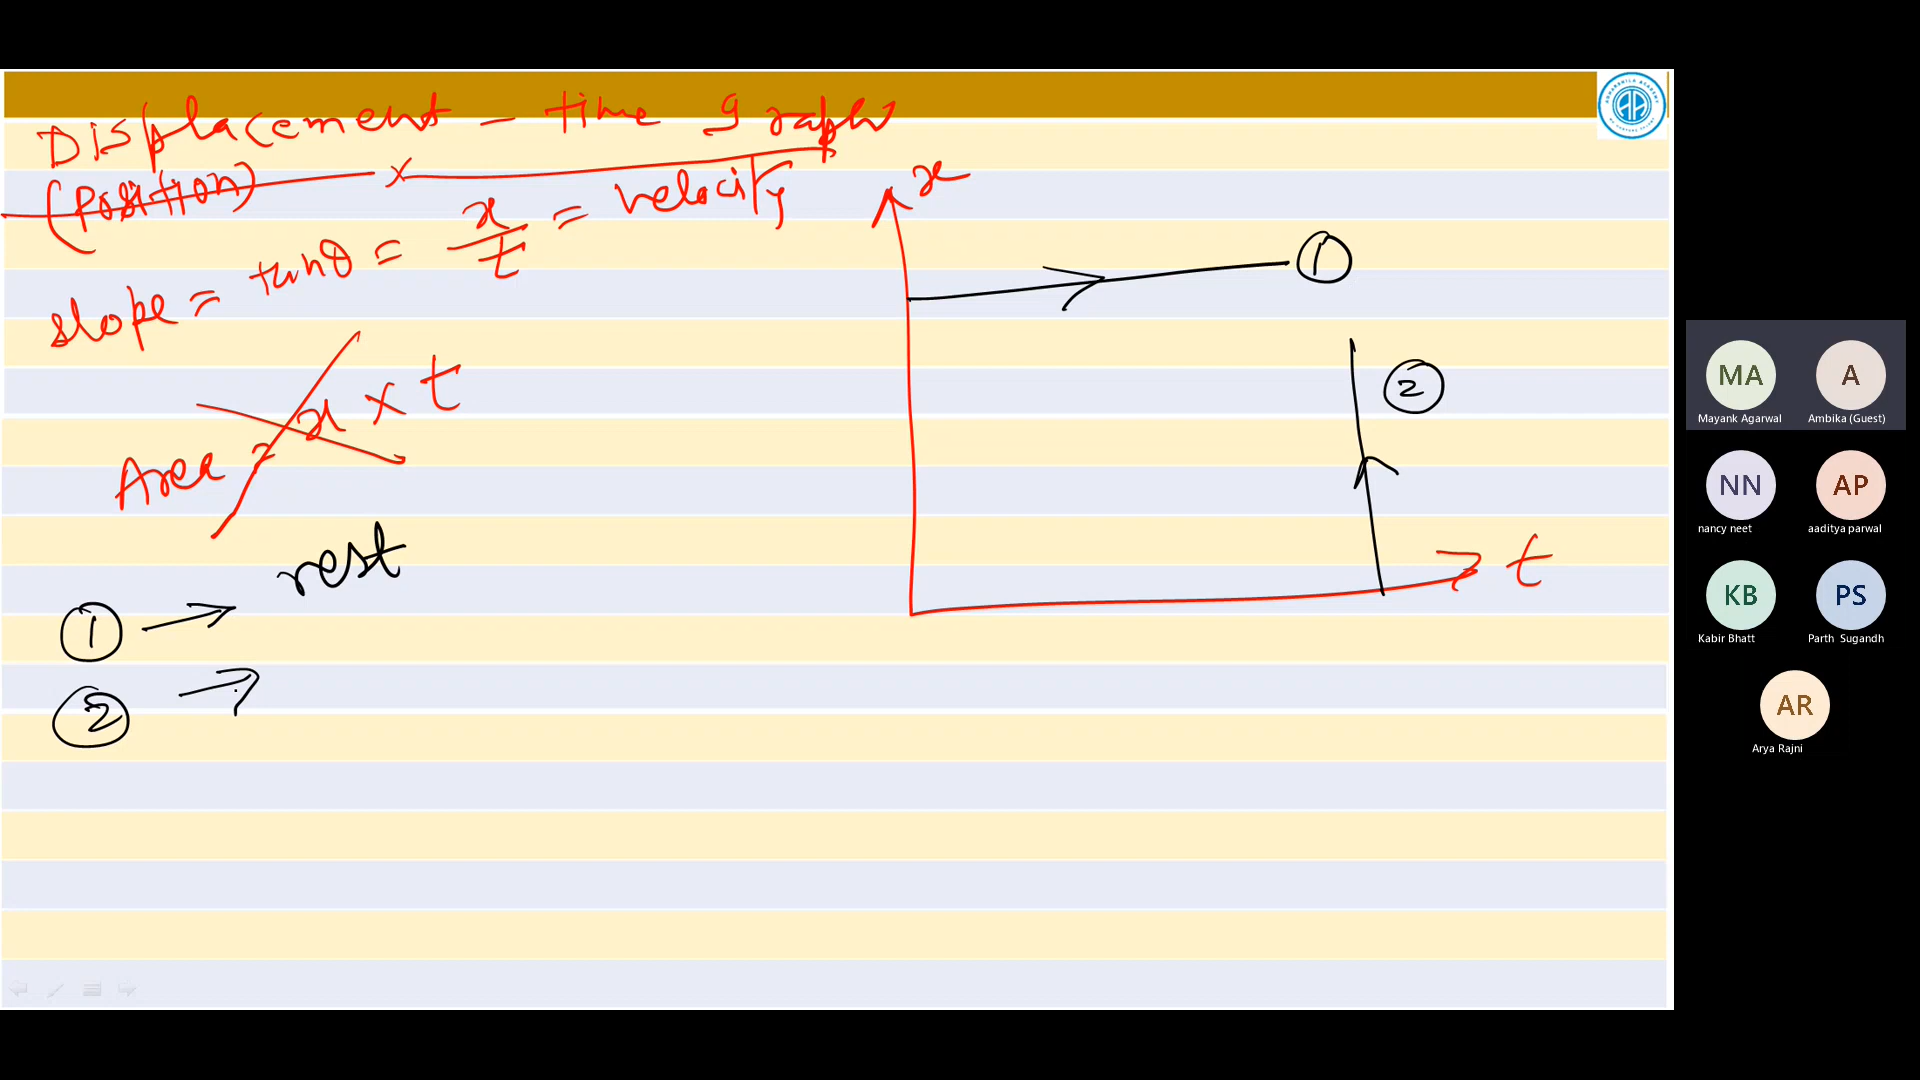 Displacement - time graph
(Position)
x
slope = tanθ = x/t = velocity
Area = x × t
① → rest
② →
x
①
②
t
MA
Mayank Agarwal
A
Ambika (Guest)
NN
nancy neet
AP
aaditya parwal
KB
Kabir Bhatt
PS
Parth Sugandh
AR
Arya Rajni